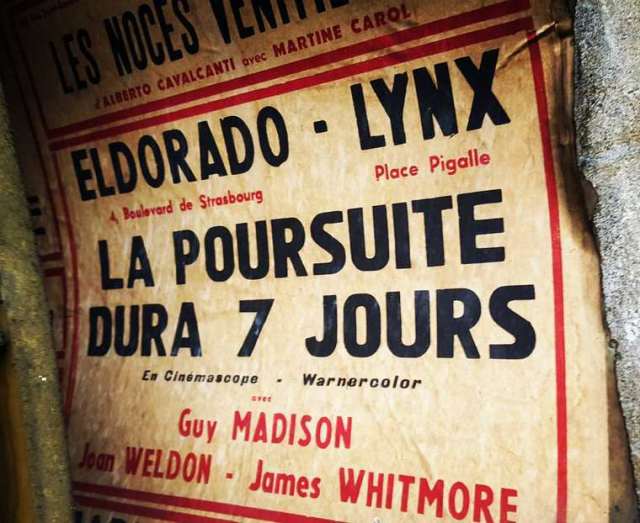 LES NOCES VÉNITIE
d'ALBERTO CAVALCANTI avec MARTINE CAROL
ELDORADO · LYNX
4, Boulevard de Strasbourg
Place Pigalle
LA POURSUITE
DURA 7 JOURS
En Cinémascope - Warnercolor
avec
Guy MADISON
Joan WELDON - James WHITMORE